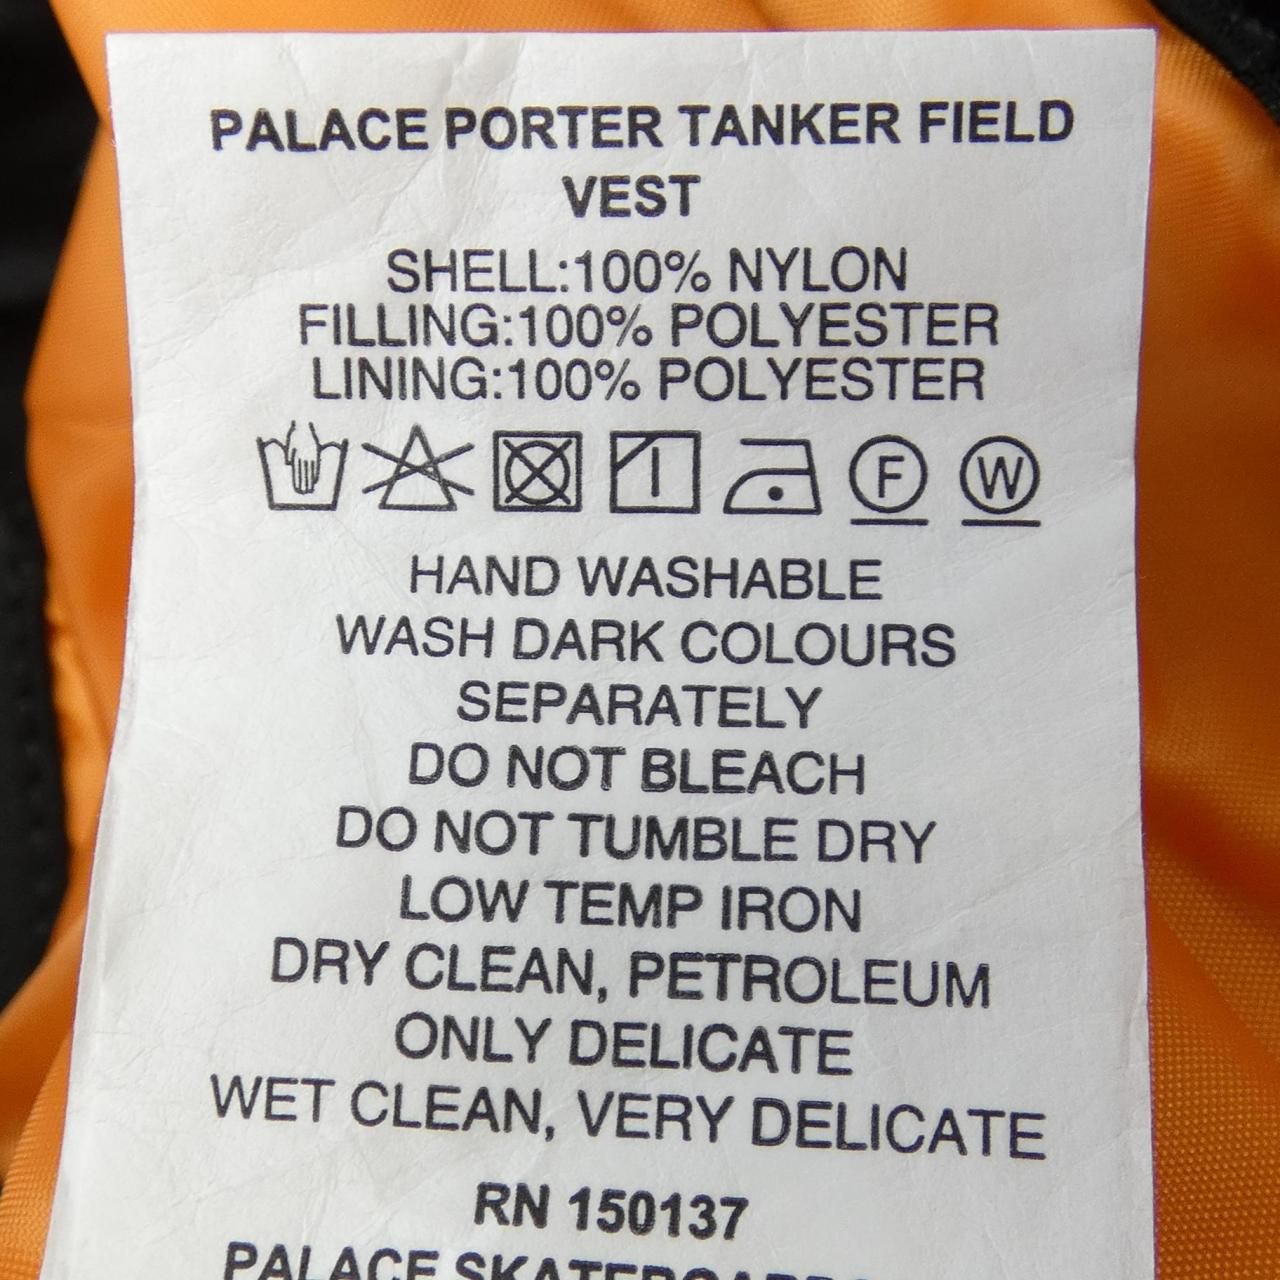 PALACE PORTER TANKER FIELD
VEST
SHELL:100% NYLON
FILLING:100% POLYESTER
LINING:100% POLYESTER
F W
HAND WASHABLE
WASH DARK COLOURS
SEPARATELY
DO NOT BLEACH
DO NOT TUMBLE DRY
LOW TEMP IRON
DRY CLEAN, PETROLEUM
ONLY DELICATE
WET CLEAN, VERY DELICATE
RN 150137
PALACE SKATEBOARDS